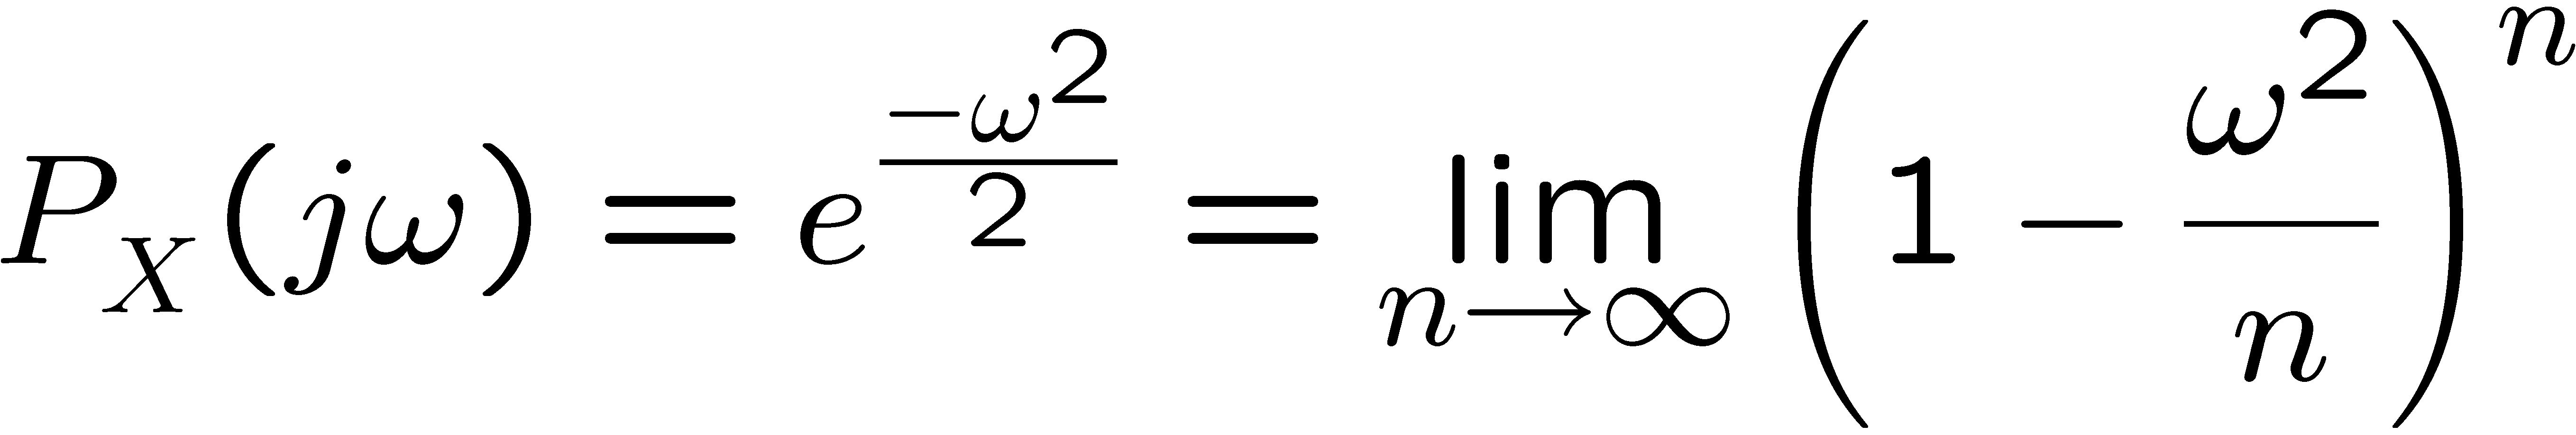 P_X(jω) = e^{\frac{-ω^2}{2}} = \lim_{n→∞} \left(1 - \frac{ω^2}{n}\right)^n